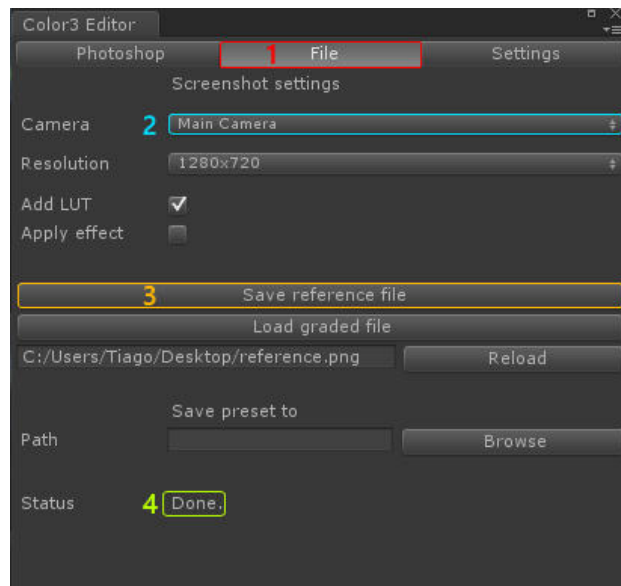 Color3 Editor
Photoshop 1 File Settings
Screenshot settings
Camera 2 Main Camera
Resolution 1280x720
Add LUT
Apply effect
3 Save reference file
Load graded file
C:/Users/Tiago/Desktop/reference.png Reload
Save preset to
Path Browse
Status 4 Done.